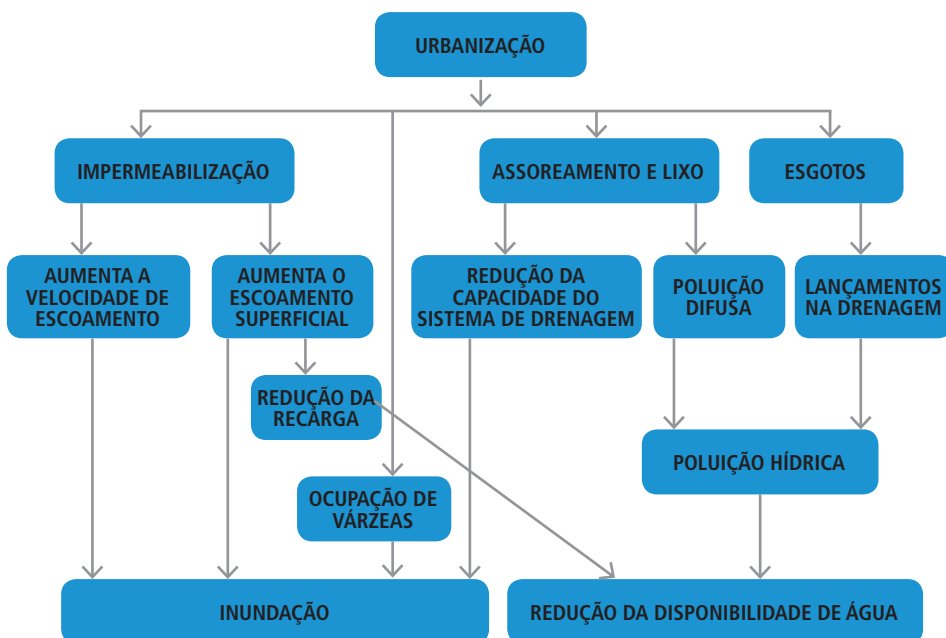 URBANIZAÇÃO
IMPERMEABILIZAÇÃO
ASSOREAMENTO E LIXO
ESGOTOS
AUMENTA A
VELOCIDADE DE
ESCOAMENTO
AUMENTA O
ESCOAMENTO
SUPERFICIAL
REDUÇÃO DA
CAPACIDADE DO
SISTEMA DE DRENAGEM
POLUIÇÃO
DIFUSA
LANÇAMENTOS
NA DRENAGEM
REDUÇÃO DA
RECARGA
POLUIÇÃO HÍDRICA
OCUPAÇÃO DE
VÁRZEAS
INUNDAÇÃO
REDUÇÃO DA DISPONIBILIDADE DE ÁGUA